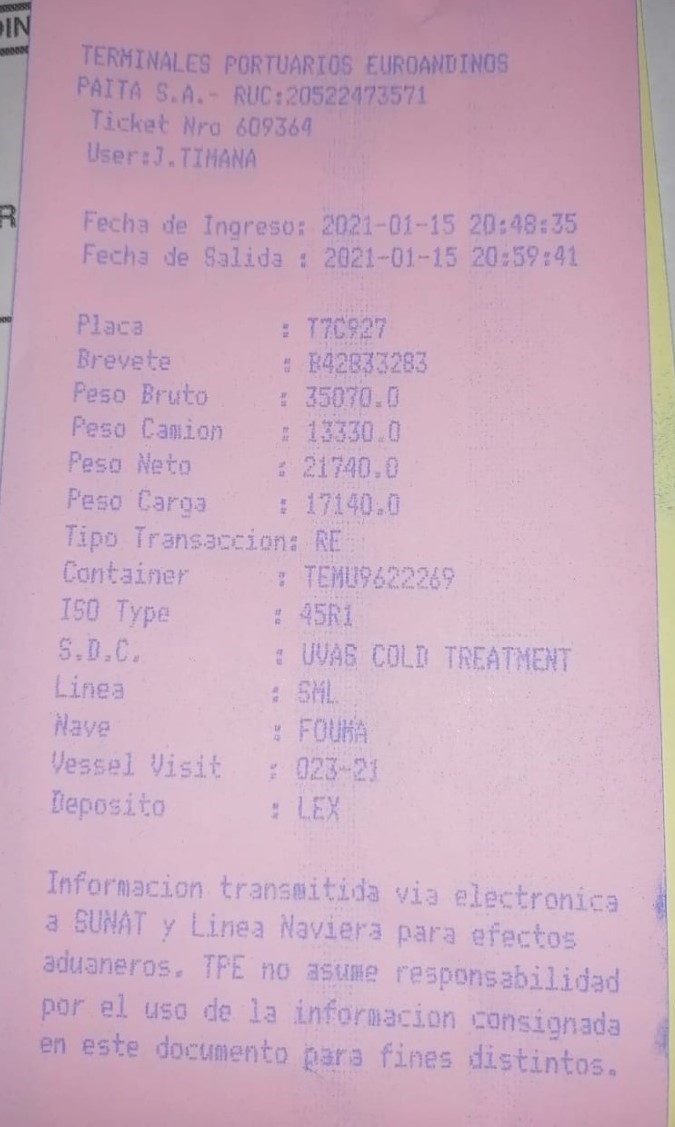 TERMINALES PORTUARIOS EUROANDINOS
PAITA S.A.- RUC:20522473571
Ticket Nro 609364
User:J.TIMANA
Fecha de Ingreso: 2021-01-15 20:48:35
Fecha de Salida : 2021-01-15 20:59:41
Placa : T7C927
Brevete : B42833283
Peso Bruto : 35070.0
Peso Camion : 13330.0
Peso Neto : 21740.0
Peso Carga : 17140.0
Tipo Transaccion: RE
Container : TEMU9622269
ISO Type : 45R1
S.D.C. : UVAS COLD TREATMENT
Linea : SML
Nave : FOUMA
Vessel Visit : 023-21
Deposito : LEX
Informacion transmitida via electronica
a SUNAT y Linea Naviera para efectos
aduaneros. TPE no asume responsabilidad
por el uso de la informacion consignada
en este documento para fines distintos.